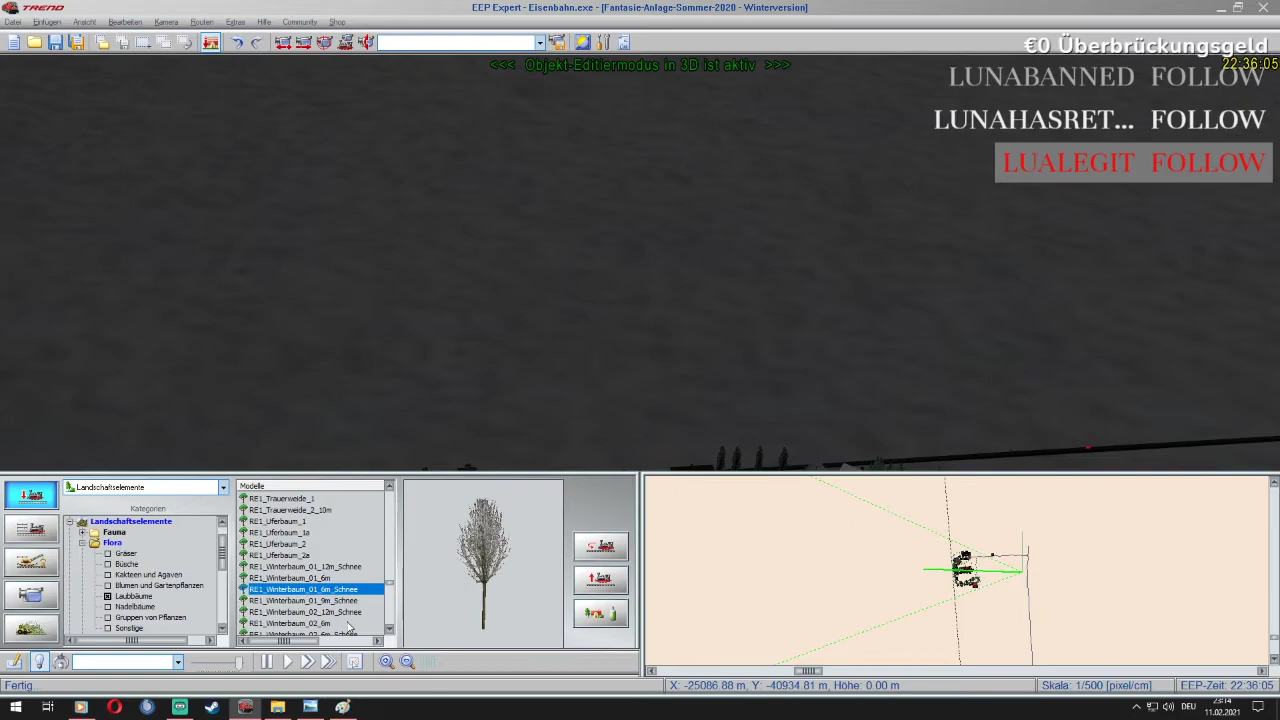 TREND
EEP Expert - Eisenbahn.exe - [Fantasie-Anlage-Sommer-2020 - Winterversion]
Datei Einfügen Ansicht Bearbeiten Kamera Routen Extras Hilfe Community Shop
€0 Überbrückungsgeld
<<< Objekt-Editiermodus in 3D ist aktiv >>>
22:36:05
LUNABANNED FOLLOW
LUNAHASRET... FOLLOW
LUALEGIT FOLLOW
Landschaftselemente
Kategorien
Landschaftselemente
Fauna
Flora
Gräser
Büsche
Kakteen und Agaven
Blumen und Gartenpflanzen
Laubbäume
Nadelbäume
Gruppen von Pflanzen
Sonstige
Modelle
RE1_Trauerweide_1
RE1_Trauerweide_2_10m
RE1_Uferbaum_1
RE1_Uferbaum_1a
RE1_Uferbaum_2
RE1_Uferbaum_2a
RE1_Winterbaum_01_12m_Schnee
RE1_Winterbaum_01_6m
RE1_Winterbaum_01_6m_Schnee
RE1_Winterbaum_01_9m_Schnee
RE1_Winterbaum_02_12m_Schnee
RE1_Winterbaum_02_6m
RE1_Winterbaum_02_6m_Schnee
Fertig...
X: -25086.88 m, Y: -40934.81 m, Höhe: 0.00 m
Skala: 1/500 [pixel/cm]
EEP-Zeit: 22:36:05
DEU
23:14
11.02.2021